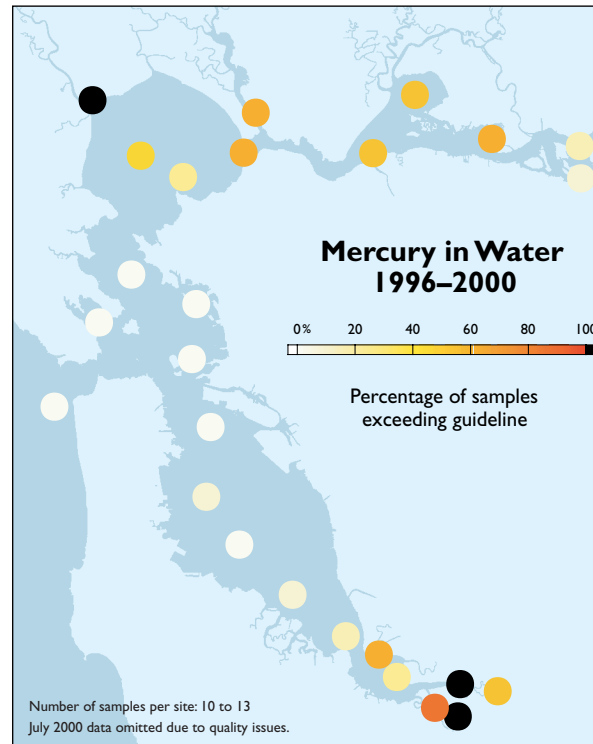 Mercury in Water
1996–2000
0% 20 40 60 80 100
Percentage of samples
exceeding guideline
Number of samples per site: 10 to 13
July 2000 data omitted due to quality issues.